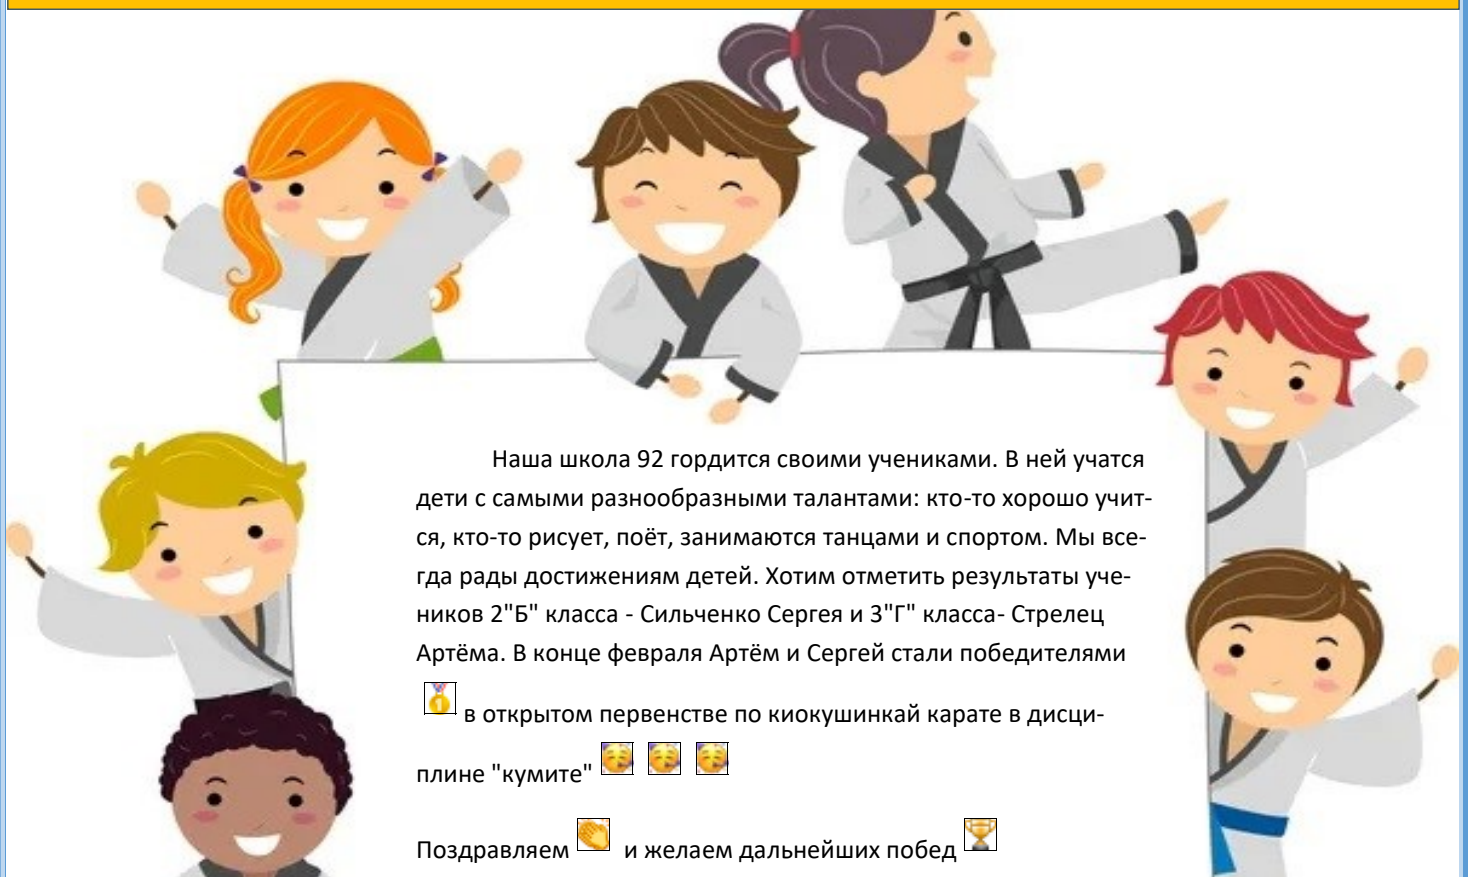 Наша школа 92 гордится своими учениками. В ней учатся
дети с самыми разнообразными талантами: кто-то хорошо учит-
ся, кто-то рисует, поёт, занимаются танцами и спортом. Мы все-
гда рады достижениям детей. Хотим отметить результаты уче-
ников 2"Б" класса - Сильченко Сергея и 3"Г" класса- Стрелец
Артёма. В конце февраля Артём и Сергей стали победителями
🥇 в открытом первенстве по киокушинкай карате в дисци-
плине "кумите" 🥳 🥳 🥳
Поздравляем 👏 и желаем дальнейших побед 🏆